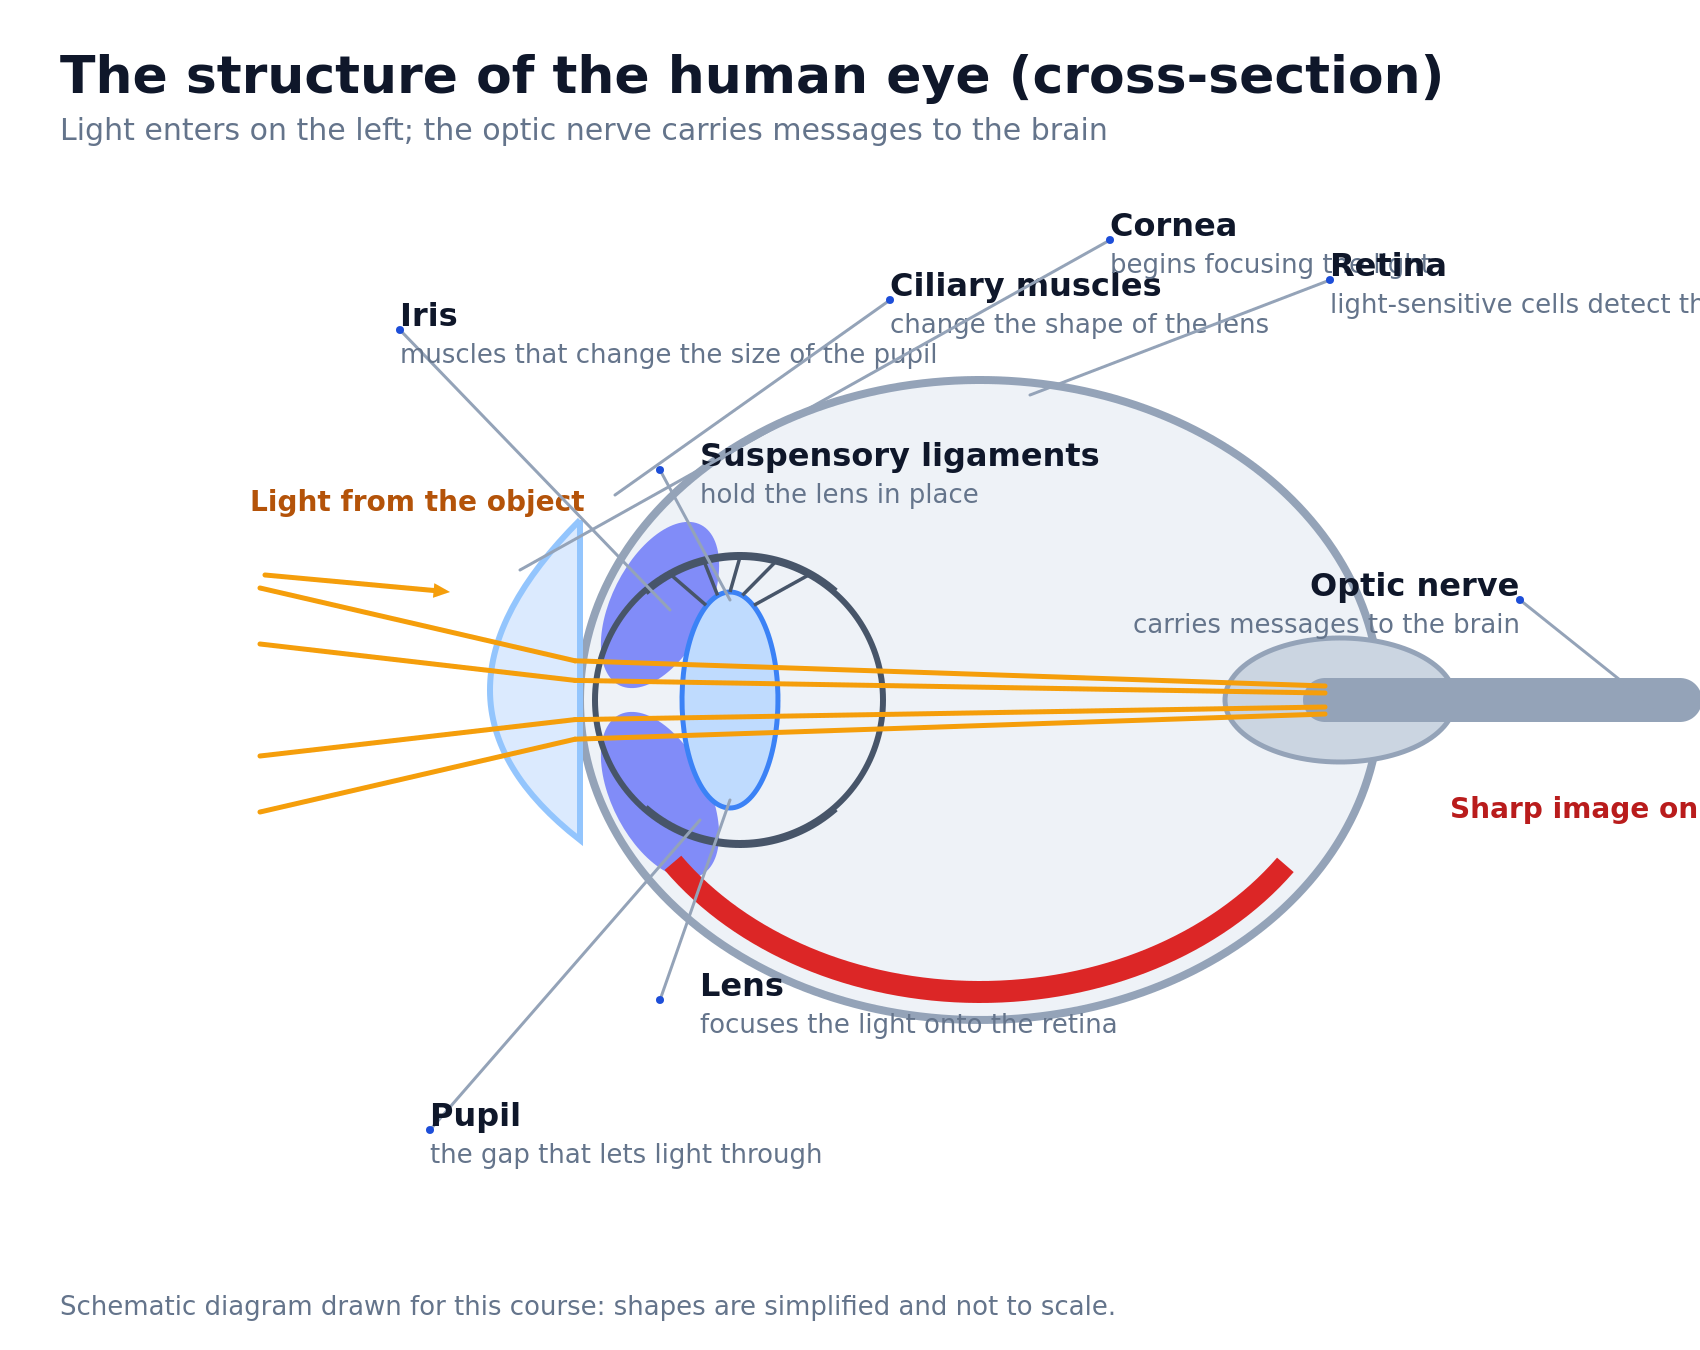 The structure of the human eye (cross-section)
Light enters on the left; the optic nerve carries messages to the brain
Cornea
begins focusing the light
Retina
light-sensitive cells detect th
Ciliary muscles
change the shape of the lens
Iris
muscles that change the size of the pupil
Suspensory ligaments
hold the lens in place
Light from the object
Optic nerve
carries messages to the brain
Sharp image on
Lens
focuses the light onto the retina
Pupil
the gap that lets light through
Schematic diagram drawn for this course: shapes are simplified and not to scale.